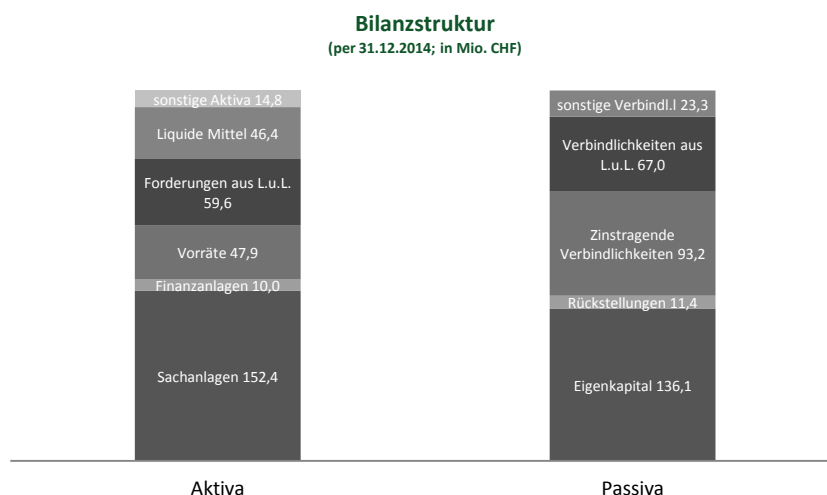 Bilanzstruktur
(per 31.12.2014; in Mio. CHF)
sonstige Aktiva 14,8
Liquide Mittel 46,4
Forderungen aus L.u.L.
59,6
Vorräte 47,9
Finanzanlagen 10,0
Sachanlagen 152,4
Aktiva
sonstige Verbindl.l 23,3
Verbindlichkeiten aus
L.u.L. 67,0
Zinstragende
Verbindlichkeiten 93,2
Rückstellungen 11,4
Eigenkapital 136,1
Passiva